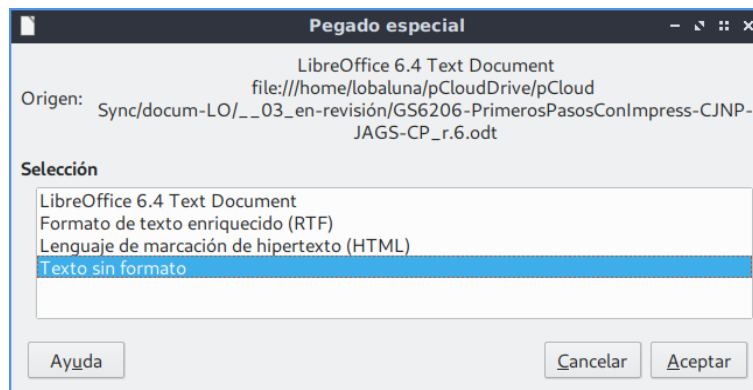 Pegado especial
LibreOffice 6.4 Text Document
file:///home/lobaluna/pCloudDrive/pCloud
Origen:
Sync/docum-LO/__03_en-revisión/GS6206-PrimerosPasosConImpress-CJNP-
JAGS-CP_r.6.odt
Selección
LibreOffice 6.4 Text Document
Formato de texto enriquecido (RTF)
Lenguaje de marcación de hipertexto (HTML)
Texto sin formato
Ayuda
Cancelar
Aceptar